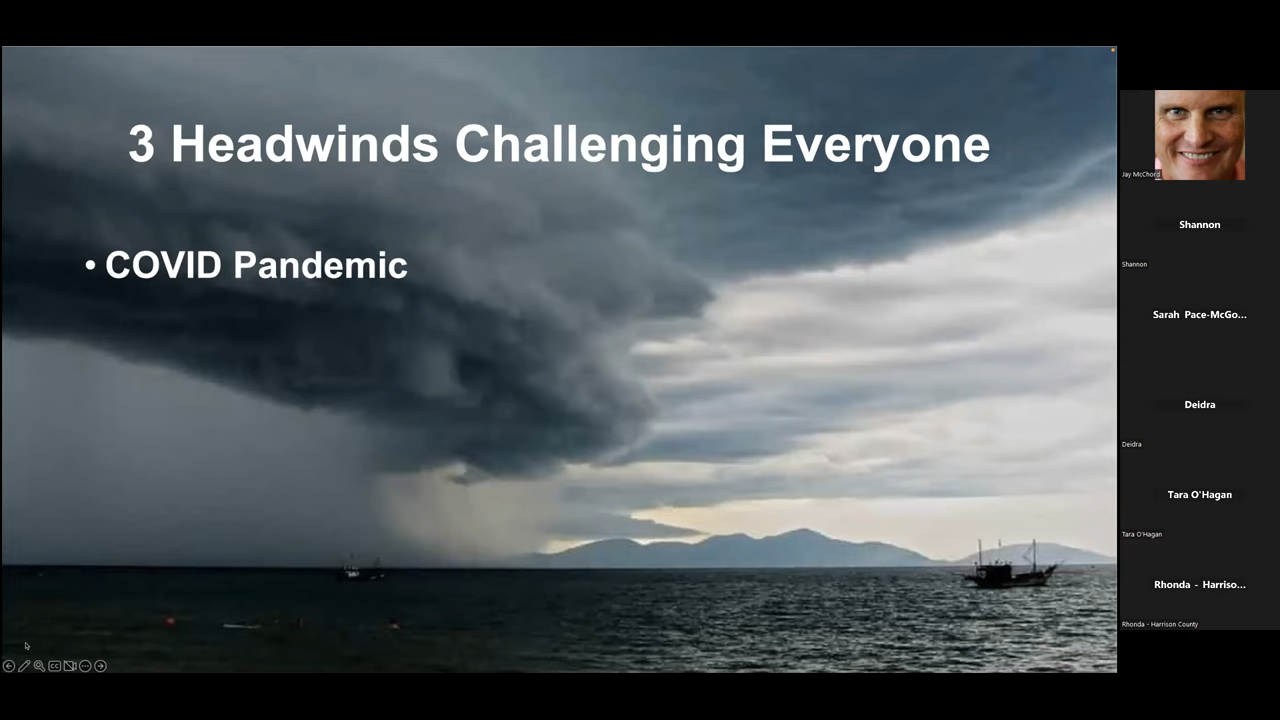 3 Headwinds Challenging Everyone
• COVID Pandemic
CC
Jay McChord
Shannon
Shannon
Sarah Pace-McGo...
Deidra
Deidra
Tara O'Hagan
Tara O'Hagan
Rhonda - Harriso...
Rhonda - Harrison County